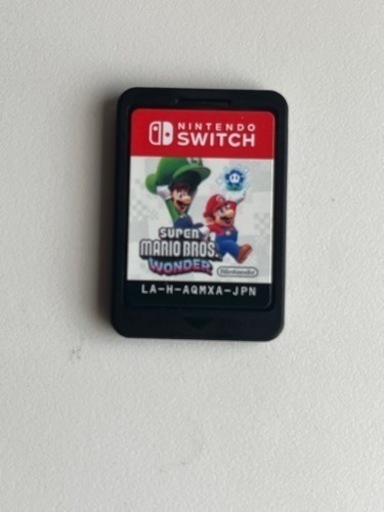 NINTENDO
SWITCH
SUPER
MARIO BROS.
WONDER
Nintendo
LA-H-AQMXA-JPN